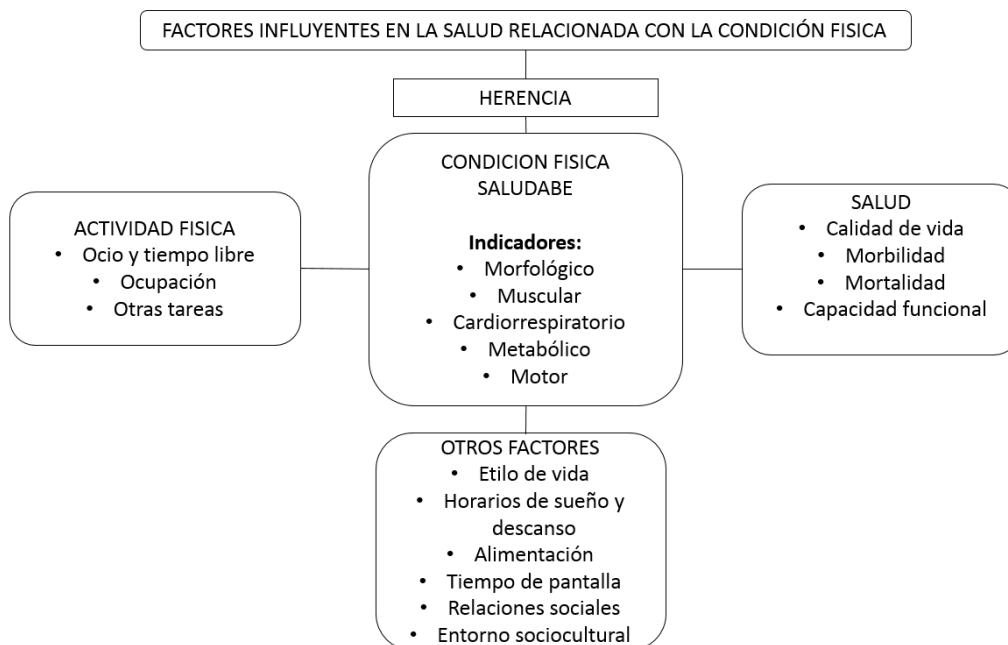 FACTORES INFLUYENTES EN LA SALUD RELACIONADA CON LA CONDICIÓN FISICA
HERENCIA
CONDICION FISICA
SALUDABE
Indicadores:
• Morfológico
• Muscular
• Cardiorrespiratorio
• Metabólico
• Motor
ACTIVIDAD FISICA
• Ocio y tiempo libre
• Ocupación
• Otras tareas
SALUD
• Calidad de vida
• Morbilidad
• Mortalidad
• Capacidad funcional
OTROS FACTORES
• Etilo de vida
• Horarios de sueño y
descanso
• Alimentación
• Tiempo de pantalla
• Relaciones sociales
• Entorno sociocultural